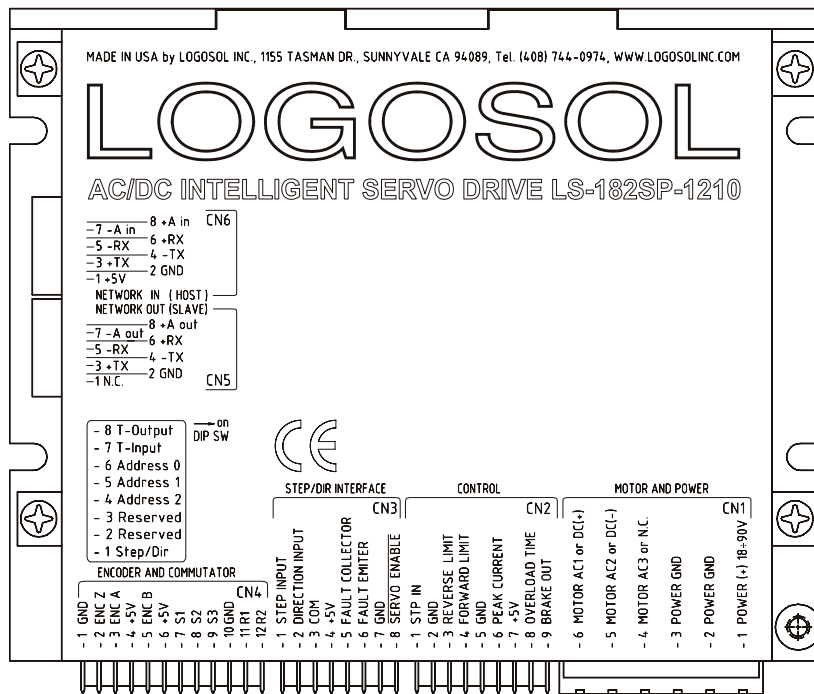 MADE IN USA by LOGOSOL INC., 1155 TASMAN DR., SUNNYVALE CA 94089, Tel. (408) 744-0974, WWW.LOGOSOLINC.COM
LOGOSOL
AC/DC INTELLIGENT SERVO DRIVE LS-182SP-1210
CN6
8 +A in
7 -A in
6 +RX
5 -RX
4 -TX
3 +TX
2 GND
1 +5V
NETWORK IN (HOST)
NETWORK OUT (SLAVE)
8 +A out
7 -A out
6 +RX
5 -RX
4 -TX
3 +TX
2 GND
1 N.C.
CN5
- 8 T-Output
- 7 T-Input
- 6 Address 0
- 5 Address 1
- 4 Address 2
- 3 Reserved
- 2 Reserved
- 1 Step/Dir
on
DIP SW
CE
ENCODER AND COMMUTATOR
CN4
- 1 GND
- 2 ENC Z
- 3 ENC A
- 4 +5V
- 5 ENC B
- 6 +5V
- 7 S1
- 8 S2
- 9 S3
- 10 GND
- 11 R1
- 12 R2
STEP/DIR INTERFACE
CN3
- 1 STEP INPUT
- 2 DIRECTION INPUT
- 3 COM
- 4 +5V
- 5 FAULT COLLECTOR
- 6 FAULT EMITER
- 7 GND
- 8 SERVO ENABLE
CONTROL
CN2
- 1 STP IN
- 2 GND
- 3 REVERSE LIMIT
- 4 FORWARD LIMIT
- 5 GND
- 6 PEAK CURRENT
- 7 +5V
- 8 OVERLOAD TIME
- 9 BRAKE OUT
MOTOR AND POWER
CN1
- 6 MOTOR AC1 or DC(+)
- 5 MOTOR AC2 or DC(-)
- 4 MOTOR AC3 or N.C.
- 3 POWER GND
- 2 POWER GND
- 1 POWER (+) 18÷90V